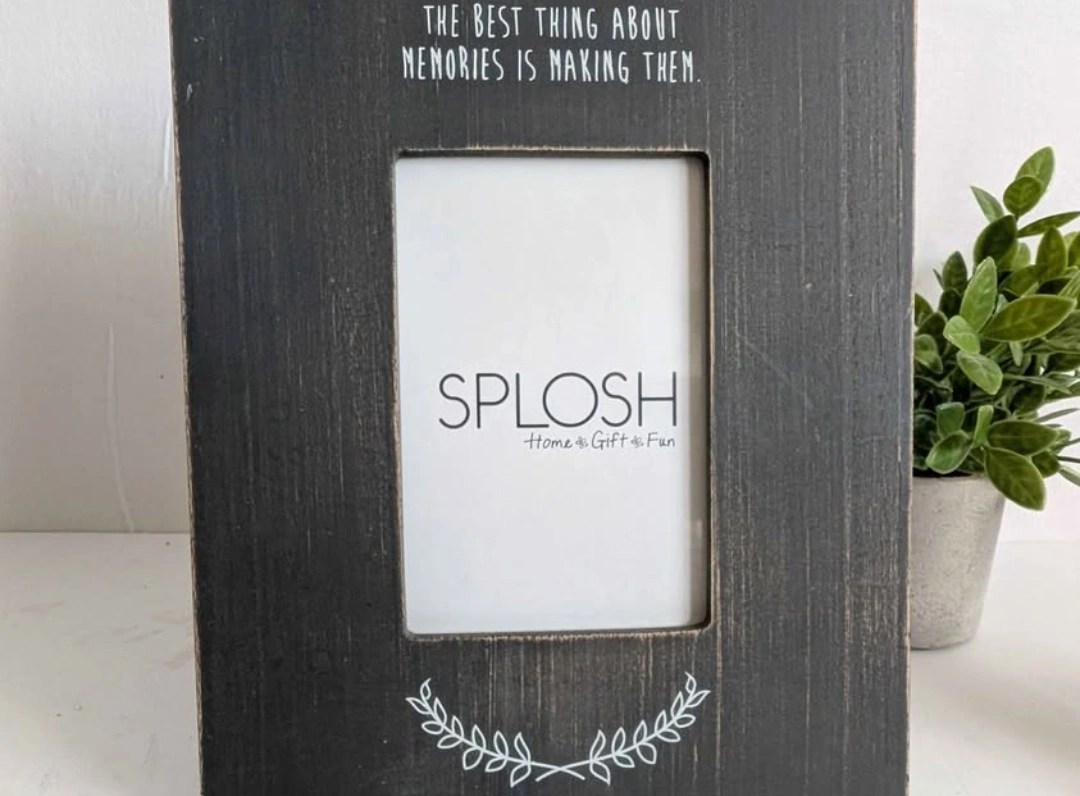 THE BEST THING ABOUT
MEMORIES IS MAKING THEM.
SPLOSH
Home Gift Fun